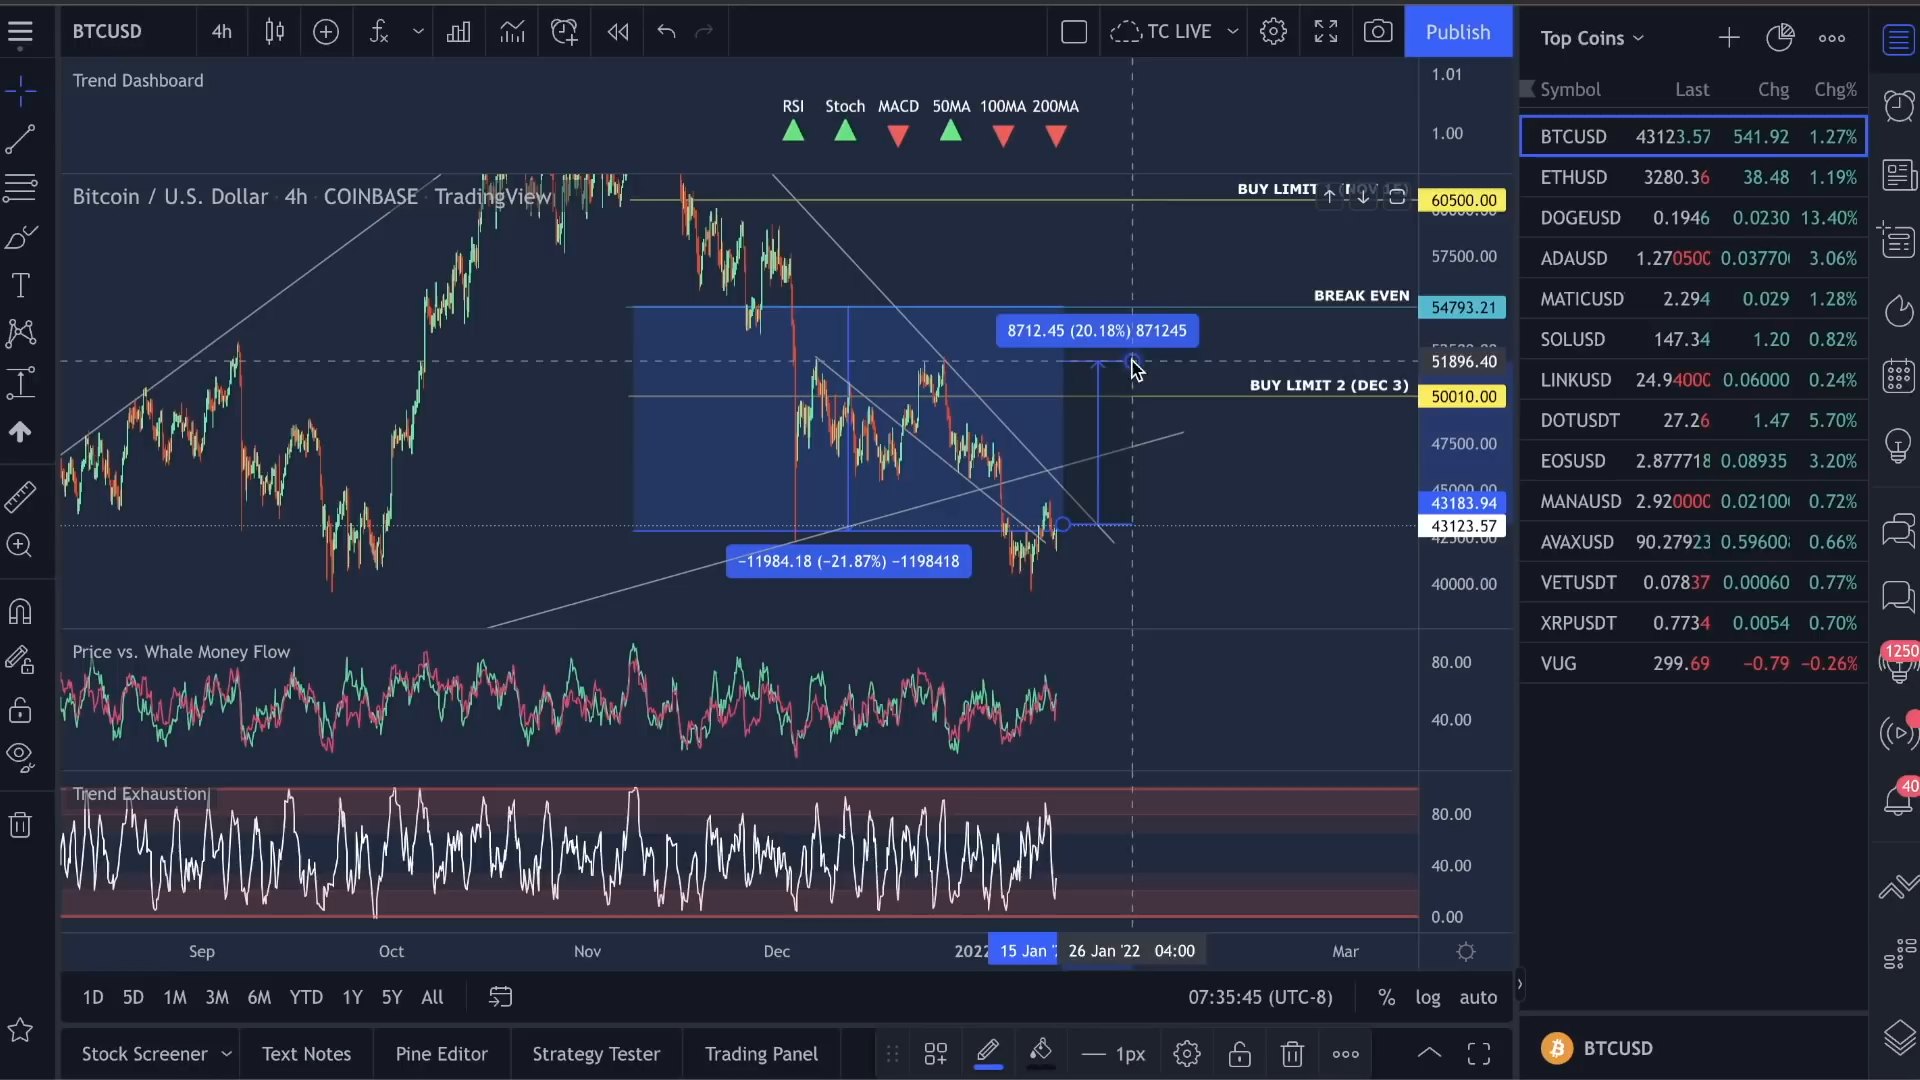 BTCUSD 4h TC LIVE Publish
Top Coins
Trend Dashboard
RSI Stoch MACD 50MA 100MA 200MA
1.01
1.00
Bitcoin / U.S. Dollar · 4h · COINBASE · TradingView
BUY LIMIT
60500.00
57500.00
BREAK EVEN
54793.21
8712.45 (20.18%) 871245
51896.40
BUY LIMIT 2 (DEC 3)
50010.00
47500.00
45000.00
43183.94
43123.57
42500.00
−11984.18 (−21.87%) −1198418
40000.00
Price vs. Whale Money Flow
80.00
40.00
Trend Exhaustion
80.00
40.00
0.00
Sep Oct Nov Dec 2022 15 Jan 26 Jan '22 04:00 Mar
1D 5D 1M 3M 6M YTD 1Y 5Y All
07:35:45 (UTC-8) % log auto
Stock Screener Text Notes Pine Editor Strategy Tester Trading Panel
1px
Symbol Last Chg Chg%
BTCUSD 43123.57 541.92 1.27%
ETHUSD 3280.36 38.48 1.19%
DOGEUSD 0.1946 0.0230 13.40%
ADAUSD 1.27050 0.03770 3.06%
MATICUSD 2.294 0.029 1.28%
SOLUSD 147.34 1.20 0.82%
LINKUSD 24.94000 0.06000 0.24%
DOTUSDT 27.26 1.47 5.70%
EOSUSD 2.877718 0.08935 3.20%
MANAUSD 2.92000 0.02100 0.72%
AVAXUSD 90.27923 0.59600 0.66%
VETUSDT 0.07837 0.00060 0.77%
XRPUSDT 0.7734 0.0054 0.70%
VUG 299.69 −0.79 −0.26%
1250
40
BTCUSD